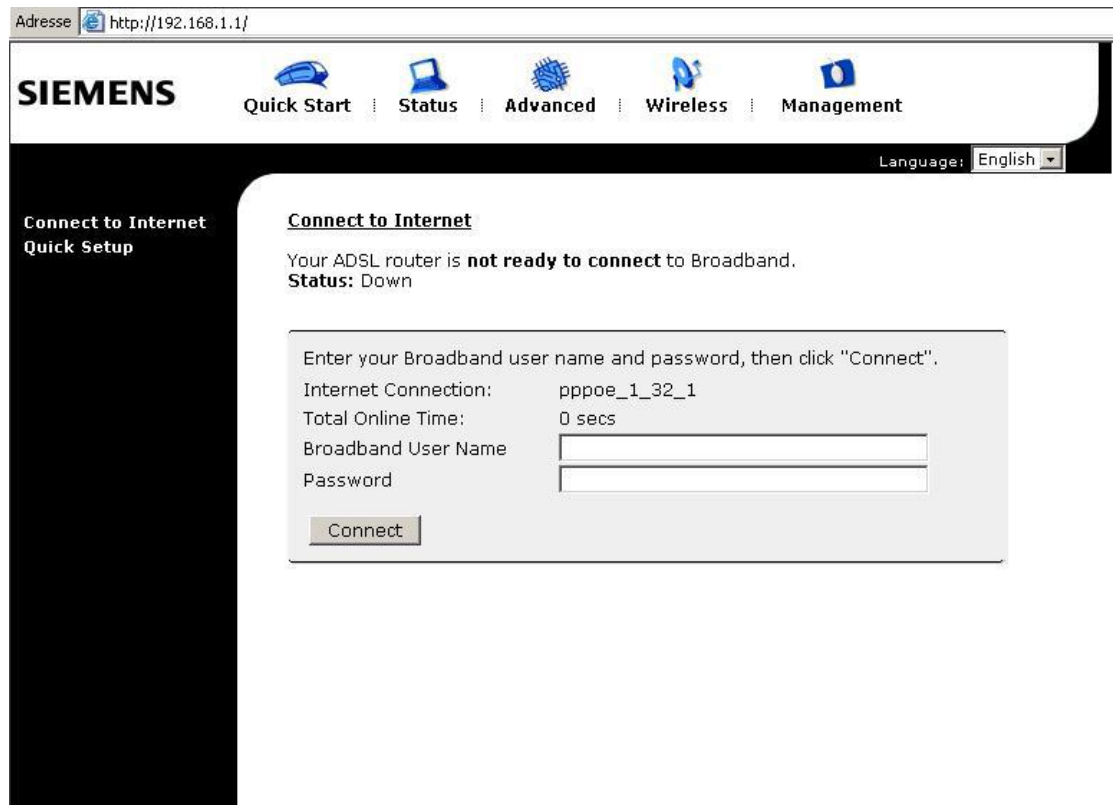 Adresse http://192.168.1.1/
SIEMENS
Quick Start Status Advanced Wireless Management
Language: English
Connect to Internet
Quick Setup
Connect to Internet
Your ADSL router is not ready to connect to Broadband.
Status: Down
Enter your Broadband user name and password, then click "Connect".
Internet Connection: pppoe_1_32_1
Total Online Time: 0 secs
Broadband User Name
Password
Connect